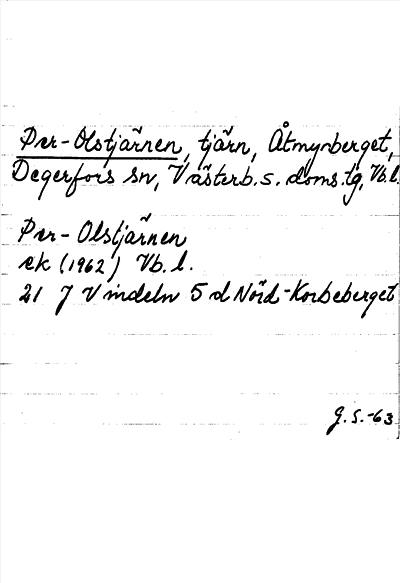 Per-Olstjärnen, tjärn, Åtmynberget,
Degerfors sn, Västerb. s. doms. tg, Vb. l.
Per-Olstjärnen
ek (1962) Vb. l.
21 J Vindeln 5 d Nörd-Korbeberget
G. S. -63